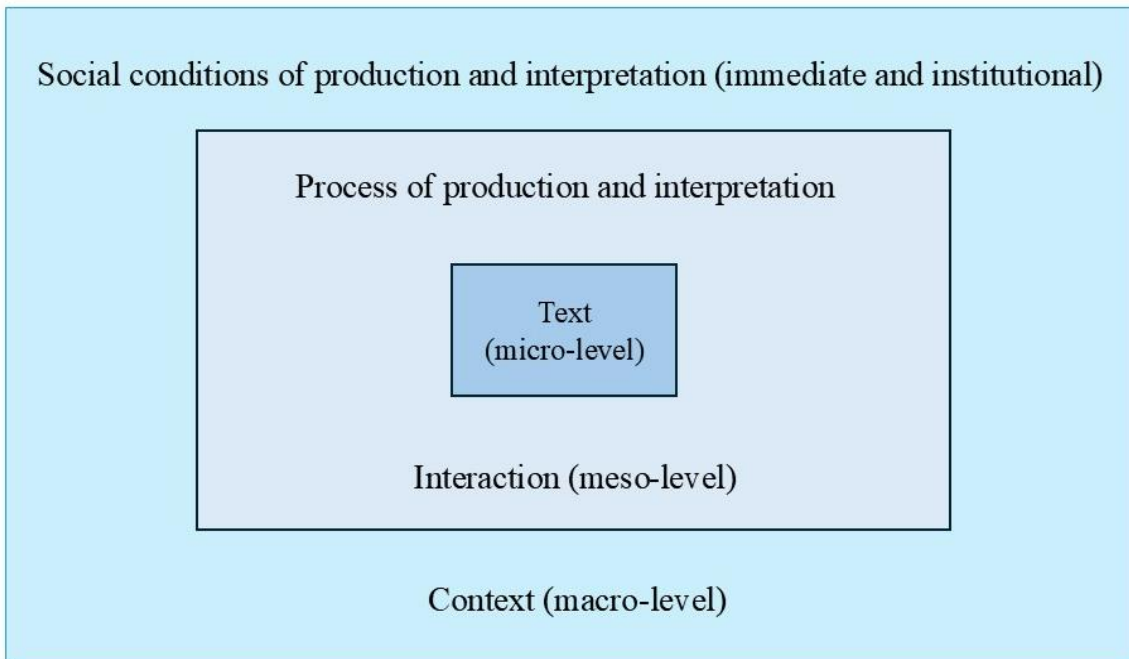 Social conditions of production and interpretation (immediate and institutional)
Process of production and interpretation
Text
(micro-level)
Interaction (meso-level)
Context (macro-level)